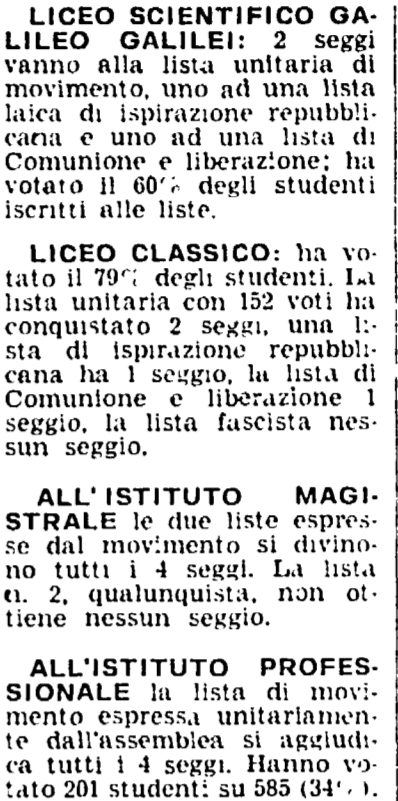 LICEO SCIENTIFICO GA-
LILEO GALILEI: 2 seggi
vanno alla lista unitaria di
movimento, uno ad una lista
laica di ispirazione repubbli-
cana e uno ad una lista di
Comunione e liberazione; ha
votato il 60% degli studenti
iscritti alle liste.
LICEO CLASSICO: ha vo-
tato il 79% degli studenti. La
lista unitaria con 152 voti ha
conquistato 2 seggi, una li-
sta di ispirazione repubbli-
cana ha 1 seggio, la lista di
Comunione e liberazione 1
seggio, la lista fascista nes-
sun seggio.
ALL'ISTITUTO MAGI-
STRALE le due liste espres-
se dal movimento si divino-
no tutti i 4 seggi. La lista
n. 2, qualunquista, non ot-
tiene nessun seggio.
ALL'ISTITUTO PROFES-
SIONALE la lista di movi-
mento espressa unitariamen-
te dall'assemblea si aggiudi-
ca tutti i 4 seggi. Hanno vo-
tato 201 studenti su 585 (34%).